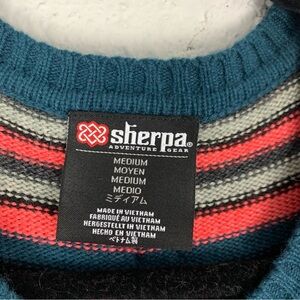 sherpa®
ADVENTURE GEAR
MEDIUM
MOYEN
MEDIUM
MEDIO
ミディアム
MADE IN VIETNAM
FABRIQUÉ AU VIETNAM
HERGESTELLT IN VIETNAM
HECHO EN VIETNAM
ベトナム製